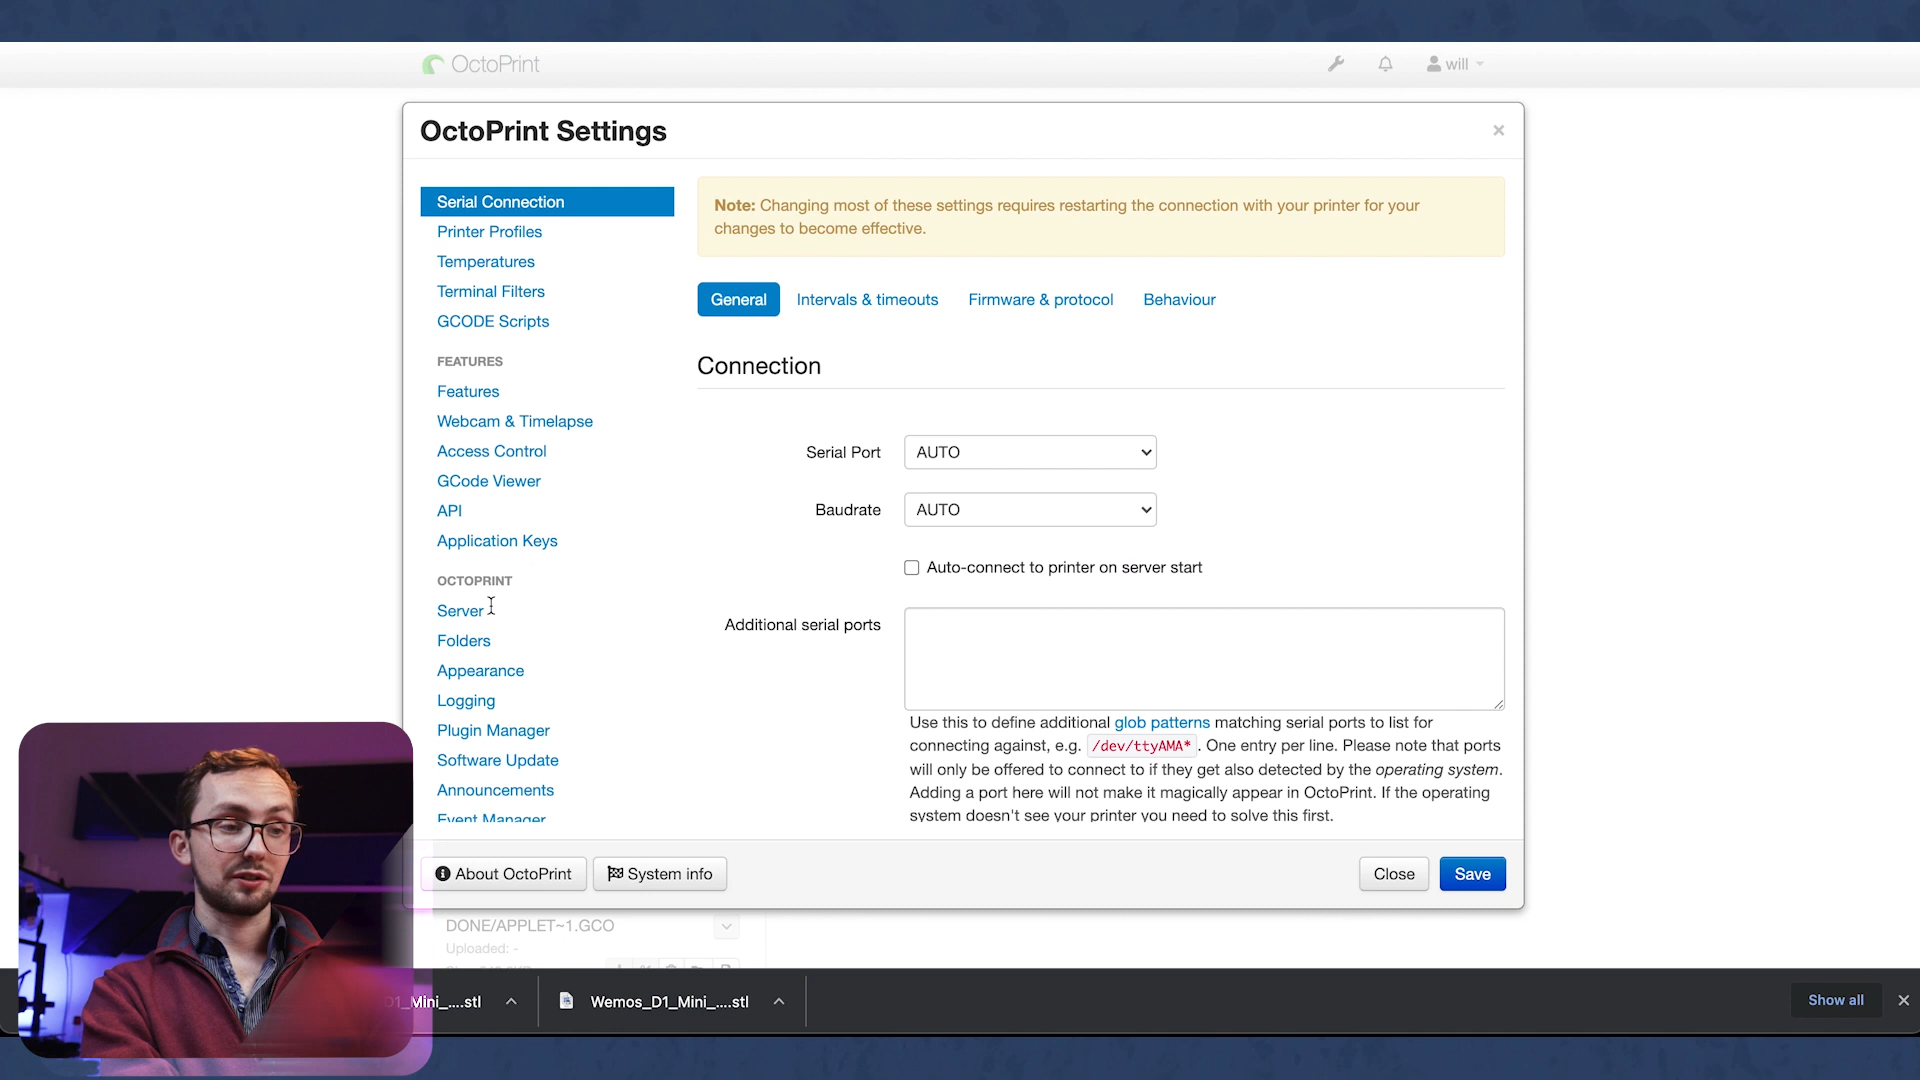 OctoPrint
will
OctoPrint Settings
×
Serial Connection
Printer Profiles
Temperatures
Terminal Filters
GCODE Scripts
FEATURES
Features
Webcam & Timelapse
Access Control
GCode Viewer
API
Application Keys
OCTOPRINT
Server
Folders
Appearance
Logging
Plugin Manager
Software Update
Announcements
Event Manager
Note: Changing most of these settings requires restarting the connection with your printer for your
changes to become effective.
General Intervals & timeouts Firmware & protocol Behaviour
Connection
Serial Port AUTO
Baudrate AUTO
Auto-connect to printer on server start
Additional serial ports
Use this to define additional glob patterns matching serial ports to list for
connecting against, e.g. /dev/ttyAMA* . One entry per line. Please note that ports
will only be offered to connect to if they get also detected by the operating system.
Adding a port here will not make it magically appear in OctoPrint. If the operating
system doesn't see your printer you need to solve this first.
About OctoPrint System info Close Save
DONE/APPLET~1.GCO
Uploaded: -
D1_Mini_....stl Wemos_D1_Mini_....stl Show all